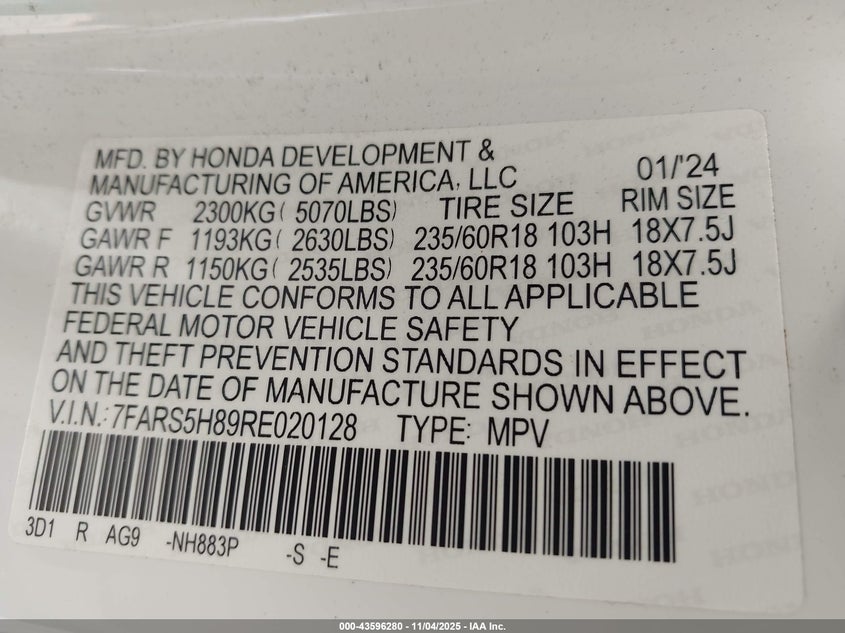 MFD. BY HONDA DEVELOPMENT &
MANUFACTURING OF AMERICA, LLC 01/'24
GVWR 2300KG( 5070LBS) TIRE SIZE RIM SIZE
GAWR F 1193KG( 2630LBS) 235/60R18 103H 18X7.5J
GAWR R 1150KG( 2535LBS) 235/60R18 103H 18X7.5J
THIS VEHICLE CONFORMS TO ALL APPLICABLE
FEDERAL MOTOR VEHICLE SAFETY
AND THEFT PREVENTION STANDARDS IN EFFECT
ON THE DATE OF MANUFACTURE SHOWN ABOVE.
V.I.N.: 7FARS5H89RE020128 TYPE: MPV
3D1 R AG9 -NH883P -S -E
000-43596280 - 11/04/2025 - IAA Inc.